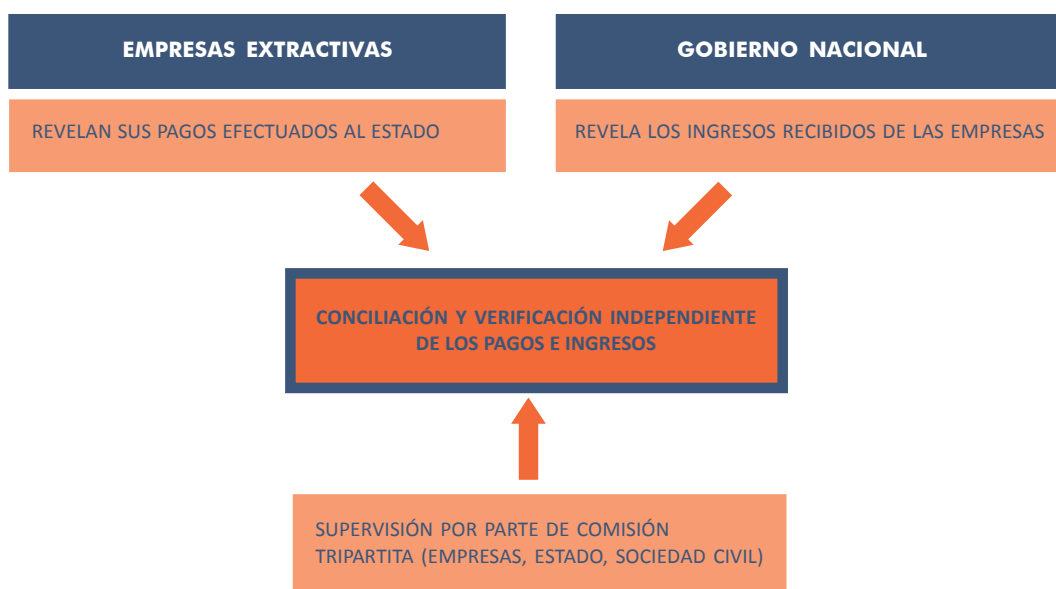 EMPRESAS EXTRACTIVAS
REVELAN SUS PAGOS EFECTUADOS AL ESTADO
GOBIERNO NACIONAL
REVELA LOS INGRESOS RECIBIDOS DE LAS EMPRESAS
CONCILIACIÓN Y VERIFICACIÓN INDEPENDIENTE
DE LOS PAGOS E INGRESOS
SUPERVISIÓN POR PARTE DE COMISIÓN
TRIPARTITA (EMPRESAS, ESTADO, SOCIEDAD CIVIL)